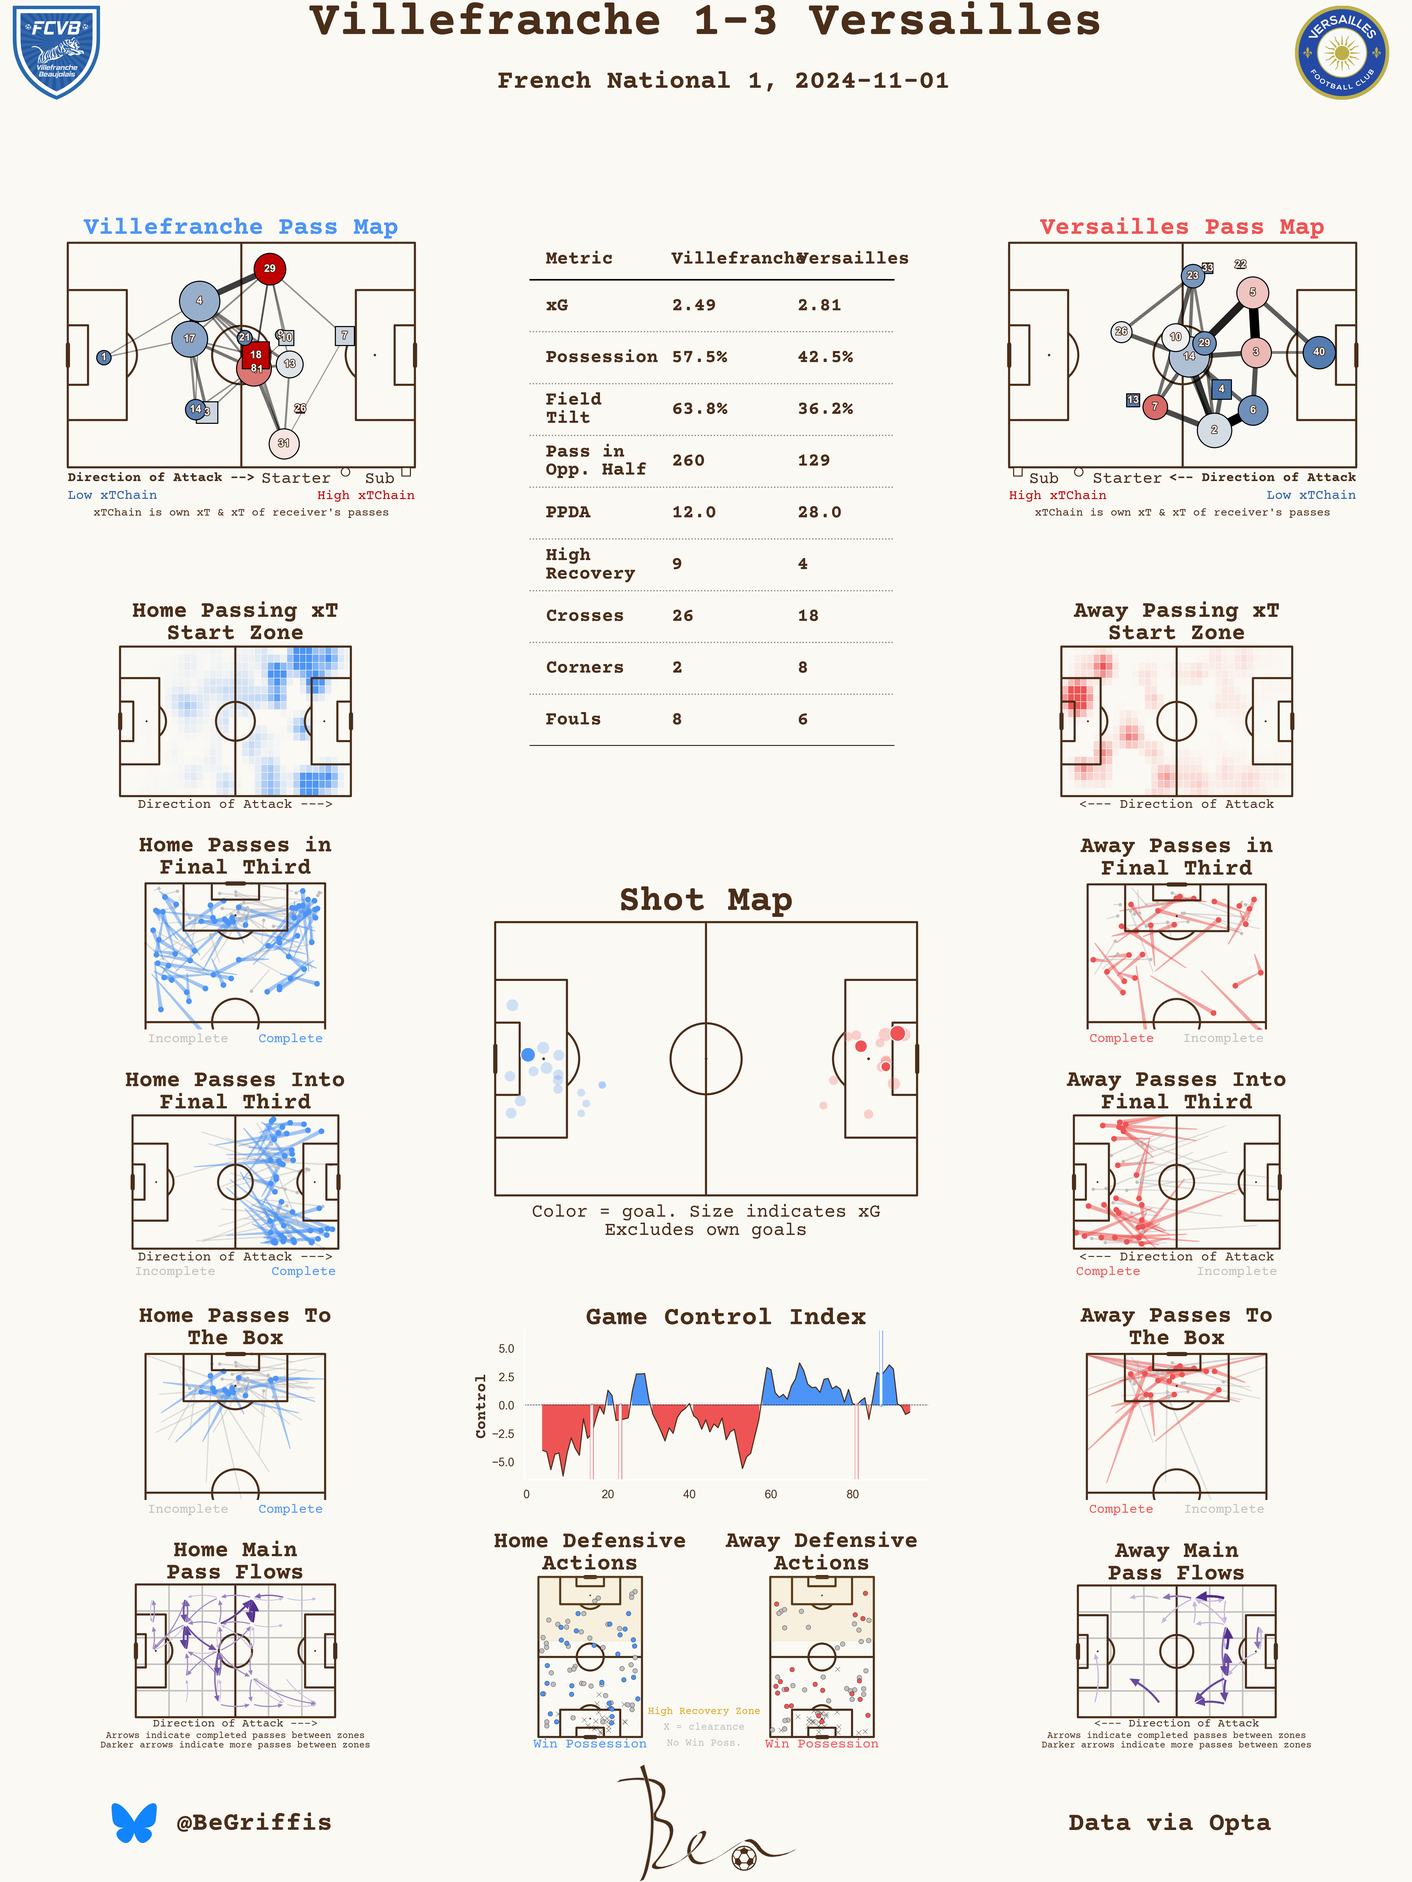 Villefranche 1-3 Versailles
French National 1, 2024-11-01
FCVB
Villefranche
Beaujolais
VERSAILLES
FOOTBALL CLUB
Villefranche Pass Map
29
4
17
1
21
10
7
18
81
13
14
3
26
31
Direction of Attack --> Starter Sub
Low xTChain High xTChain
xTChain is own xT & xT of receiver's passes
Metric Villefranche Versailles
xG 2.49 2.81
Possession 57.5% 42.5%
Field
Tilt 63.8% 36.2%
Pass in
Opp. Half 260 129
PPDA 12.0 28.0
High
Recovery 9 4
Crosses 26 18
Corners 2 8
Fouls 8 6
Versailles Pass Map
23
33
22
5
26
10
29
14
3
40
4
13
7
6
2
Sub Starter <-- Direction of Attack
High xTChain Low xTChain
xTChain is own xT & xT of receiver's passes
Home Passing xT
Start Zone
Direction of Attack --->
Away Passing xT
Start Zone
<--- Direction of Attack
Home Passes in
Final Third
Incomplete Complete
Away Passes in
Final Third
Complete Incomplete
Shot Map
Color = goal. Size indicates xG
Excludes own goals
Home Passes Into
Final Third
Direction of Attack --->
Incomplete Complete
Away Passes Into
Final Third
<--- Direction of Attack
Complete Incomplete
Home Passes To
The Box
Incomplete Complete
Game Control Index
Control
5.0
2.5
0.0
−2.5
−5.0
0 20 40 60 80
Away Passes To
The Box
Complete Incomplete
Home Main
Pass Flows
Direction of Attack --->
Arrows indicate completed passes between zones
Darker arrows indicate more passes between zones
Home Defensive
Actions
Win Possession
High Recovery Zone
X = clearance
No Win Poss.
Away Defensive
Actions
Win Possession
Away Main
Pass Flows
<--- Direction of Attack
Arrows indicate completed passes between zones
Darker arrows indicate more passes between zones
@BeGriffis
Ben
Data via Opta